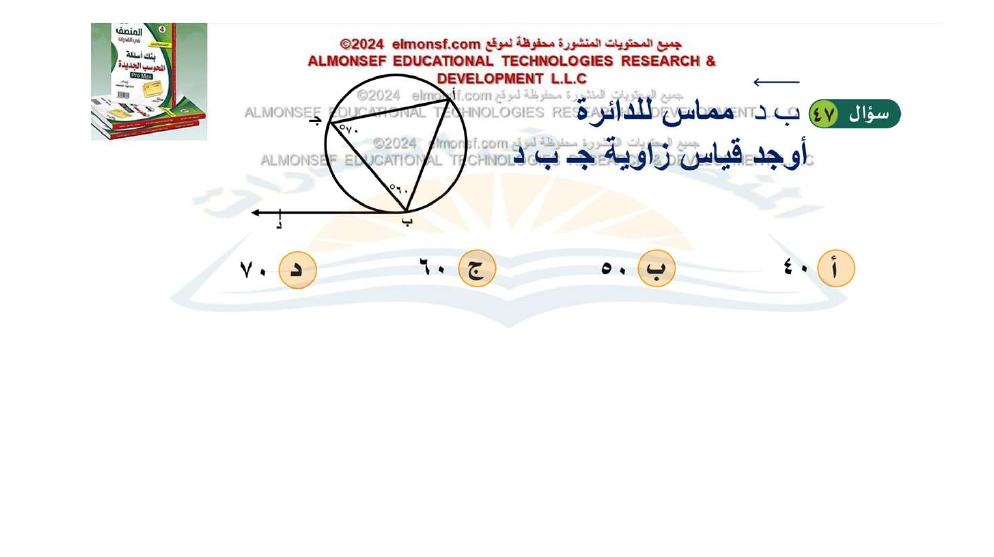 المنصف
في القدرات
بنك أسئلة
المحوسب الجديدة
Pro Max
جميع المحتويات المنشورة محفوظة لموقع elmonsf.com ©2024
ALMONSEF EDUCATIONAL TECHNOLOGIES RESEARCH &
DEVELOPMENT L.L.C
جميع المحتويات المنشورة محفوظة لموقع elmonsf.com ©2024
ALMONSEF EDUCATIONAL TECHNOLOGIES RESEARCH & DEVELOPMENT L.L.C
سؤال ٤٧ ب د مماس للدائرة
جميع المحتويات المنشورة محفوظة لموقع elmonsf.com ©2024
ALMONSEF EDUCATIONAL TECHNOLOGIES RESEARCH & DEVELOPMENT L.L.C
أوجد قياس زاوية جـ ب د
جـ
°٧٠
°٦٠
ب
د
أ ٤٠ ب ٥٠ ج ٦٠ د ٧٠